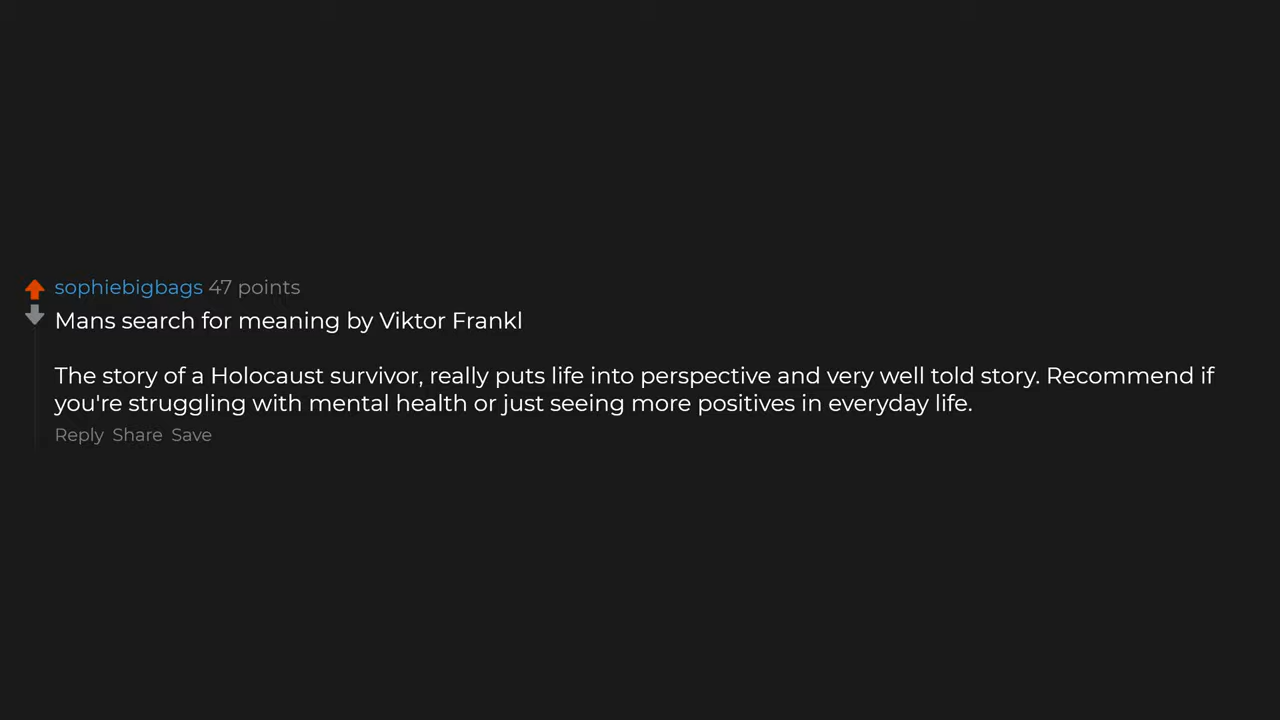 sophiebigbags 47 points
Mans search for meaning by Viktor Frankl
The story of a Holocaust survivor, really puts life into perspective and very well told story. Recommend if
you're struggling with mental health or just seeing more positives in everyday life.
Reply Share Save